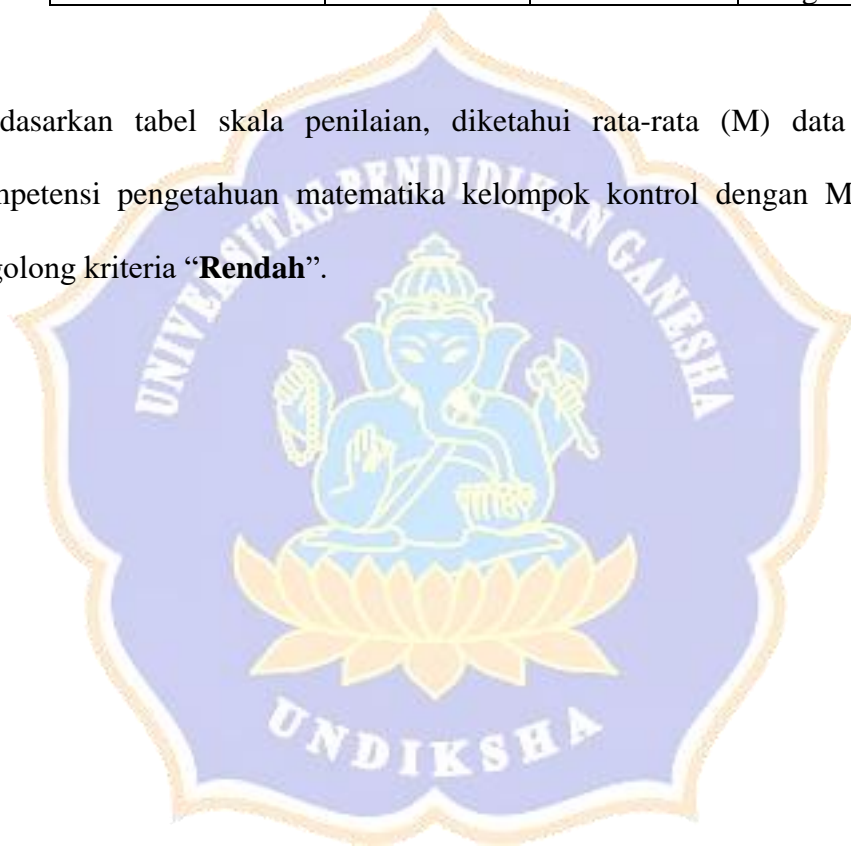 dasarkan tabel skala penilaian, diketahui rata-rata (M) data
mpetensi pengetahuan matematika kelompok kontrol dengan M
golong kriteria “Rendah”.
UNIVERSITAS PENDIDIKAN GANESHA
UNDIKSHA